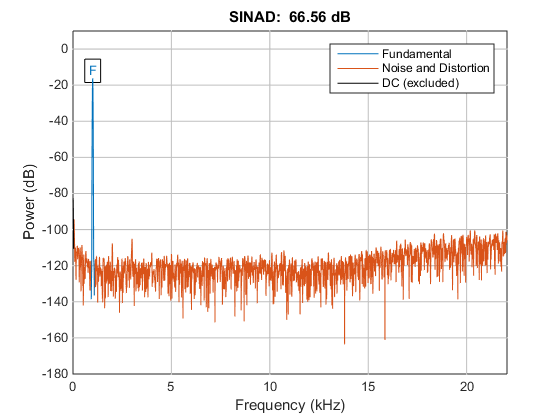 SINAD: 66.56 dB
F
Fundamental
Noise and Distortion
DC (excluded)
Power (dB)
0
-20
-40
-60
-80
-100
-120
-140
-160
-180
0 5 10 15 20
Frequency (kHz)